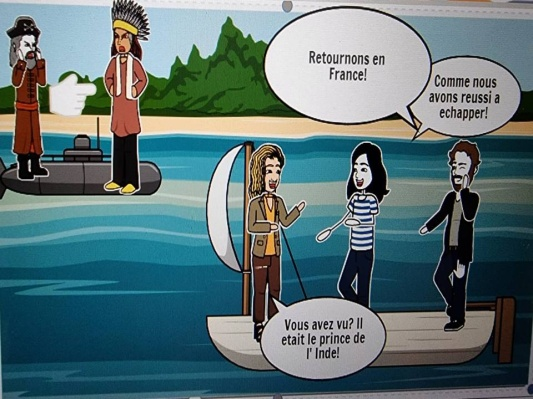 Retournons en
France!
Comme nous
avons reussi a
echapper!
Vous avez vu? Il
etait le prince de
l' Inde!